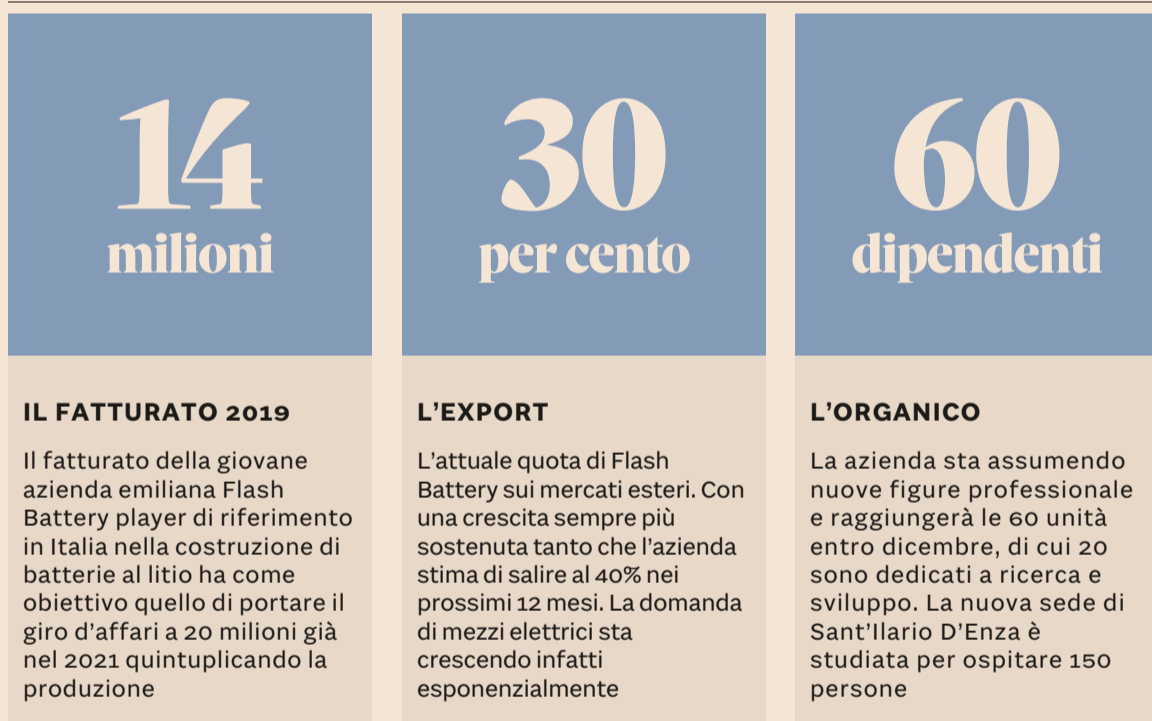 14
milioni
IL FATTURATO 2019
Il fatturato della giovane
azienda emiliana Flash
Battery player di riferimento
in Italia nella costruzione di
batterie al litio ha come
obiettivo quello di portare il
giro d’affari a 20 milioni già
nel 2021 quintuplicando la
produzione
30
per cento
L’EXPORT
L’attuale quota di Flash
Battery sui mercati esteri. Con
una crescita sempre più
sostenuta tanto che l’azienda
stima di salire al 40% nei
prossimi 12 mesi. La domanda
di mezzi elettrici sta
crescendo infatti
esponenzialmente
60
dipendenti
L’ORGANICO
La azienda sta assumendo
nuove figure professionale
e raggiungerà le 60 unità
entro dicembre, di cui 20
sono dedicati a ricerca e
sviluppo. La nuova sede di
Sant’Ilario D’Enza è
studiata per ospitare 150
persone